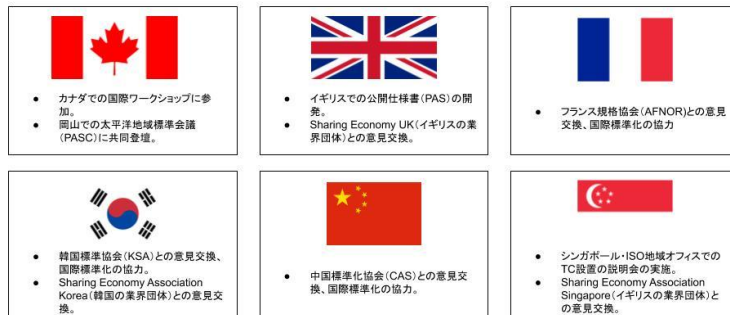 ● カナダでの国際ワークショップに参
加。
● 岡山での太平洋地域標準会議
(PASC)に共同登壇。
● イギリスでの公開仕様書(PAS)の開
発。
● Sharing Economy UK(イギリスの業
界団体)との意見交換。
● フランス規格協会(AFNOR)との意見
交換、国際標準化の協力
● 韓国標準協会(KSA)との意見交換、
国際標準化の協力。
● Sharing Economy Association
Korea(韓国の業界団体)との意見交
換。
● 中国標準化協会(CAS)との意見交
換、国際標準化の協力。
● シンガポール・ISO地域オフィスでの
TC設置の説明会の実施。
● Sharing Economy Association
Singapore(イギリスの業界団体)と
の意見交換。